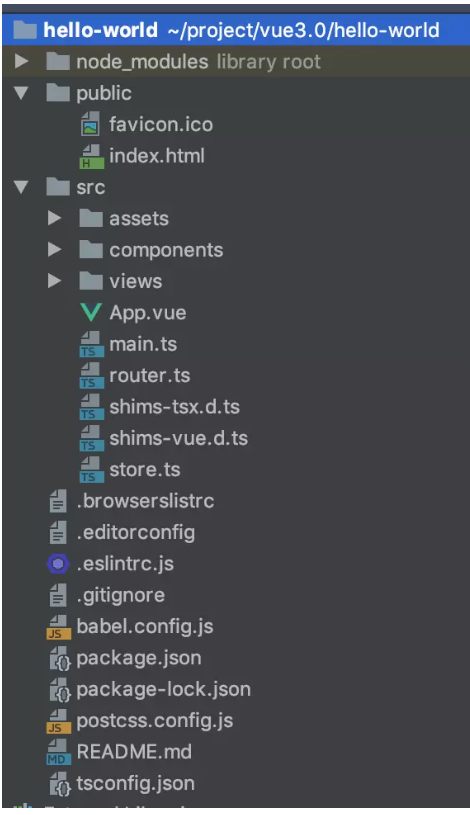 hello-world ~/project/vue3.0/hello-world
node_modules library root
public
favicon.ico
index.html
src
assets
components
views
App.vue
main.ts
router.ts
shims-tsx.d.ts
shims-vue.d.ts
store.ts
.browserslistrc
.editorconfig
.eslintrc.js
.gitignore
babel.config.js
package.json
package-lock.json
postcss.config.js
README.md
tsconfig.json